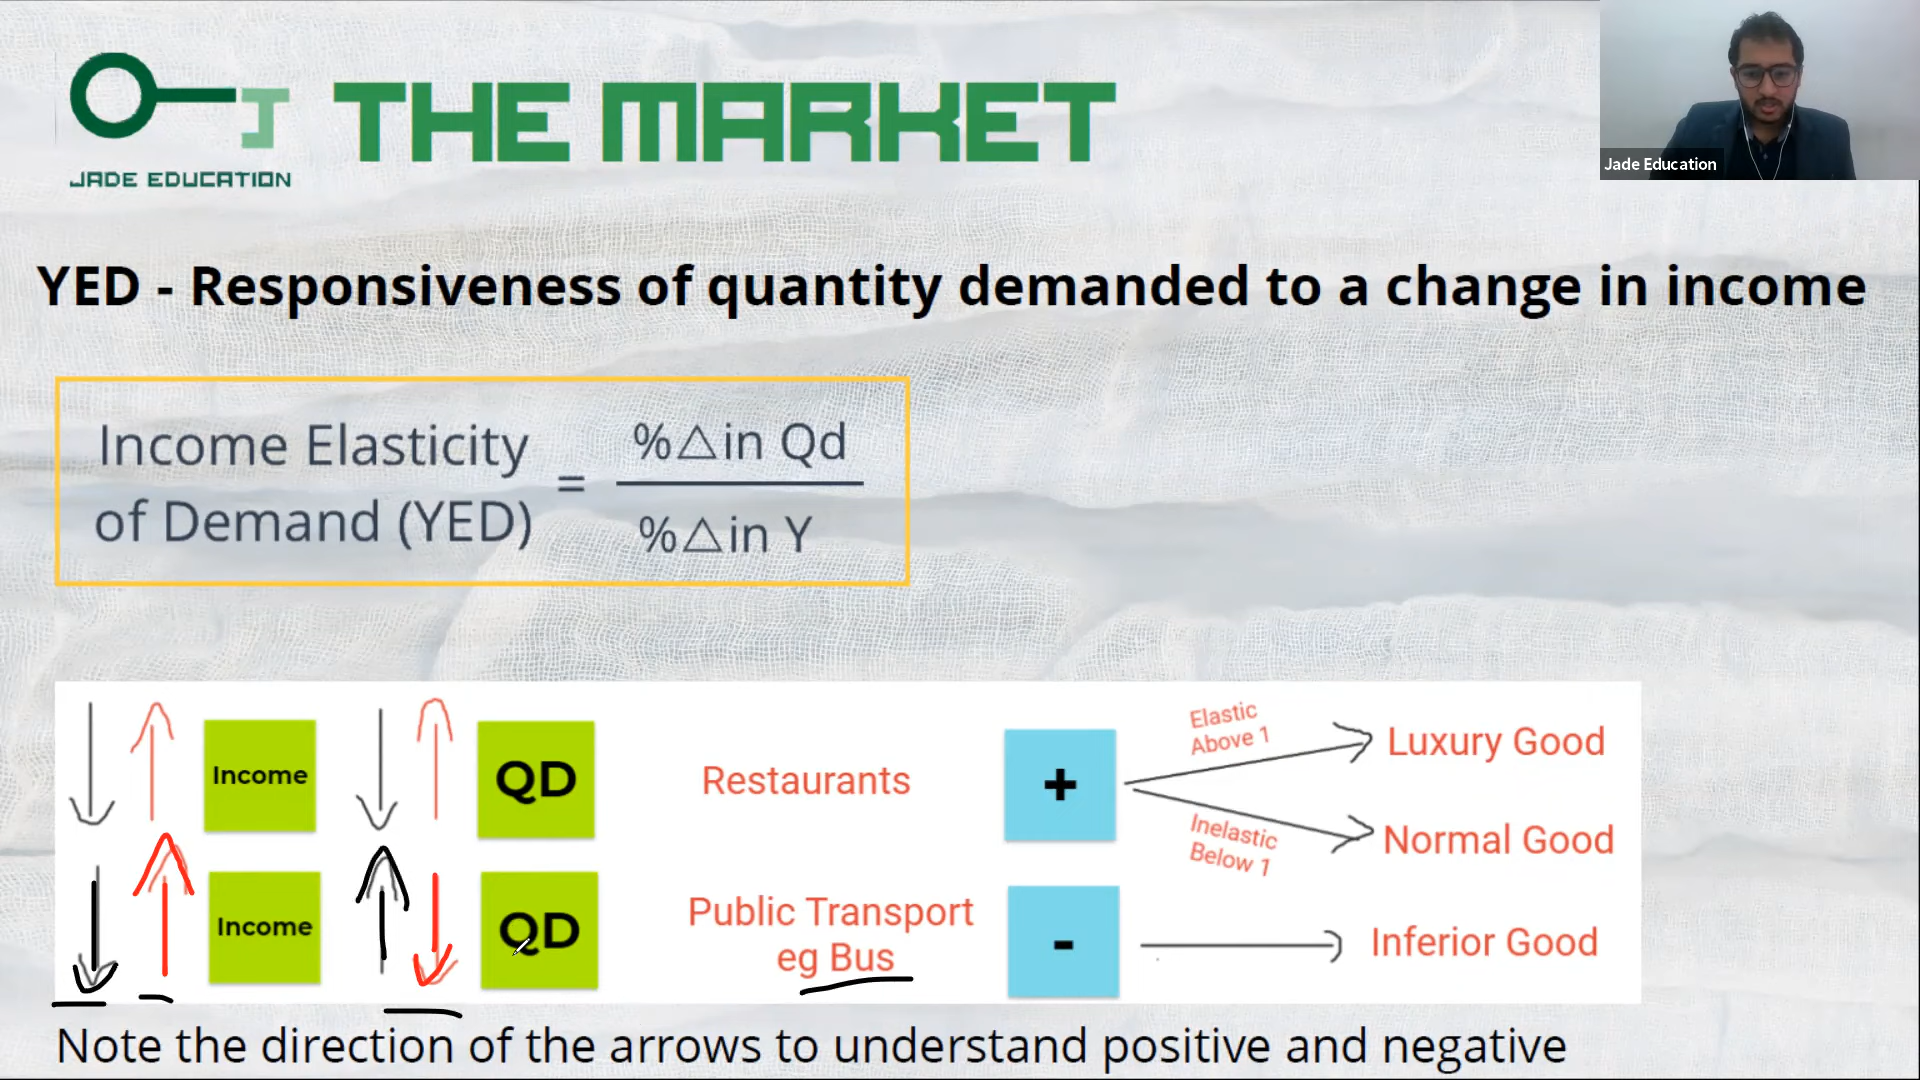 JADE EDUCATION
THE MARKET
Jade Education
YED - Responsiveness of quantity demanded to a change in income
Income Elasticity
of Demand (YED)
=
%△in Qd
%△in Y
Income
QD
Restaurants
+
Elastic
Above 1
Luxury Good
Inelastic
Below 1
Normal Good
Income
QD
Public Transport
eg Bus
-
Inferior Good
Note the direction of the arrows to understand positive and negative